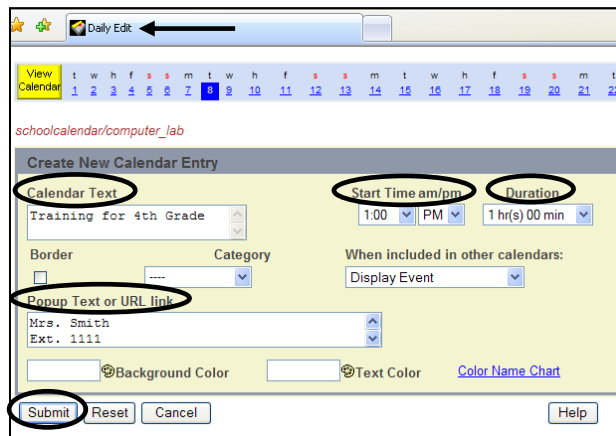 Daily Edit
View Calendar
t w h f s s m t w h f s s m t w h f s s m t
1 2 3 4 5 6 7 8 9 10 11 12 13 14 15 16 17 18 19 20 21 22
schoolcalendar/computer_lab
Create New Calendar Entry
Calendar Text Start Time am/pm Duration
Training for 4th Grade 1:00 PM 1 hr(s) 00 min
Border Category When included in other calendars:
---- Display Event
Popup Text or URL link
Mrs. Smith
Ext. 1111
Background Color Text Color Color Name Chart
Submit Reset Cancel Help